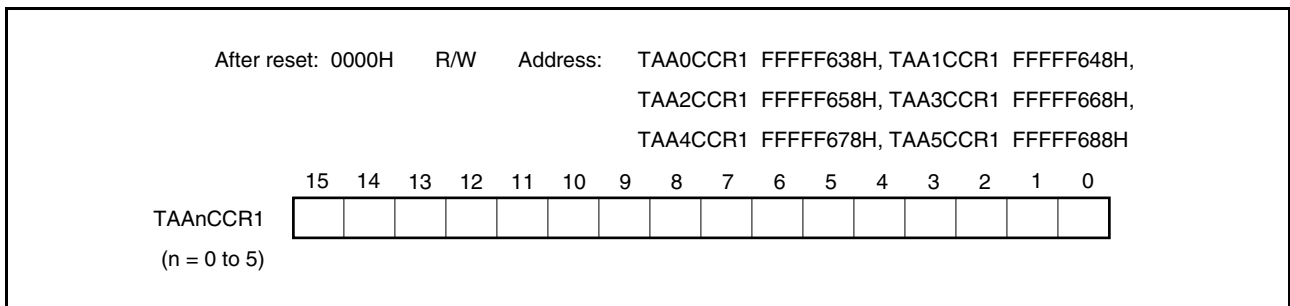 After reset: 0000H R/W Address: TAA0CCR1 FFFFF638H, TAA1CCR1 FFFFF648H,
TAA2CCR1 FFFFF658H, TAA3CCR1 FFFFF668H,
TAA4CCR1 FFFFF678H, TAA5CCR1 FFFFF688H
15 14 13 12 11 10 9 8 7 6 5 4 3 2 1 0
TAAnCCR1
(n = 0 to 5)